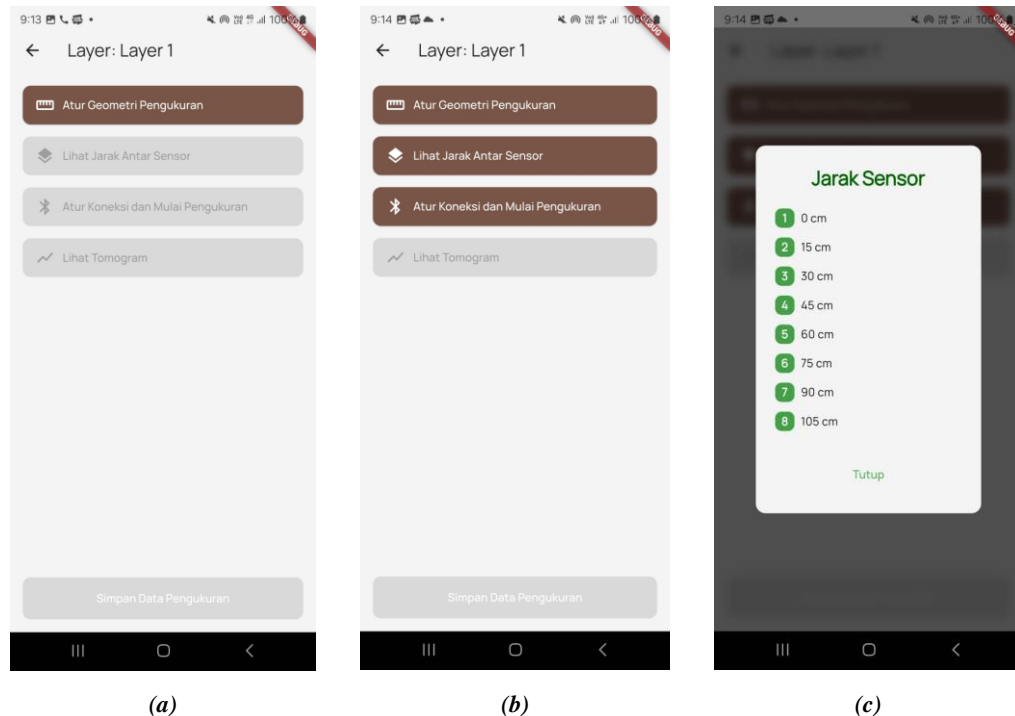 9:13
100%
Layer: Layer 1
Atur Geometri Pengukuran
Lihat Jarak Antar Sensor
Atur Koneksi dan Mulai Pengukuran
Lihat Tomogram
Simpan Data Pengukuran
(a)
9:14
Layer: Layer 1
Atur Geometri Pengukuran
Lihat Jarak Antar Sensor
Atur Koneksi dan Mulai Pengukuran
Lihat Tomogram
Simpan Data Pengukuran
(b)
9:14
Jarak Sensor
1 0 cm
2 15 cm
3 30 cm
4 45 cm
5 60 cm
6 75 cm
7 90 cm
8 105 cm
Tutup
(c)